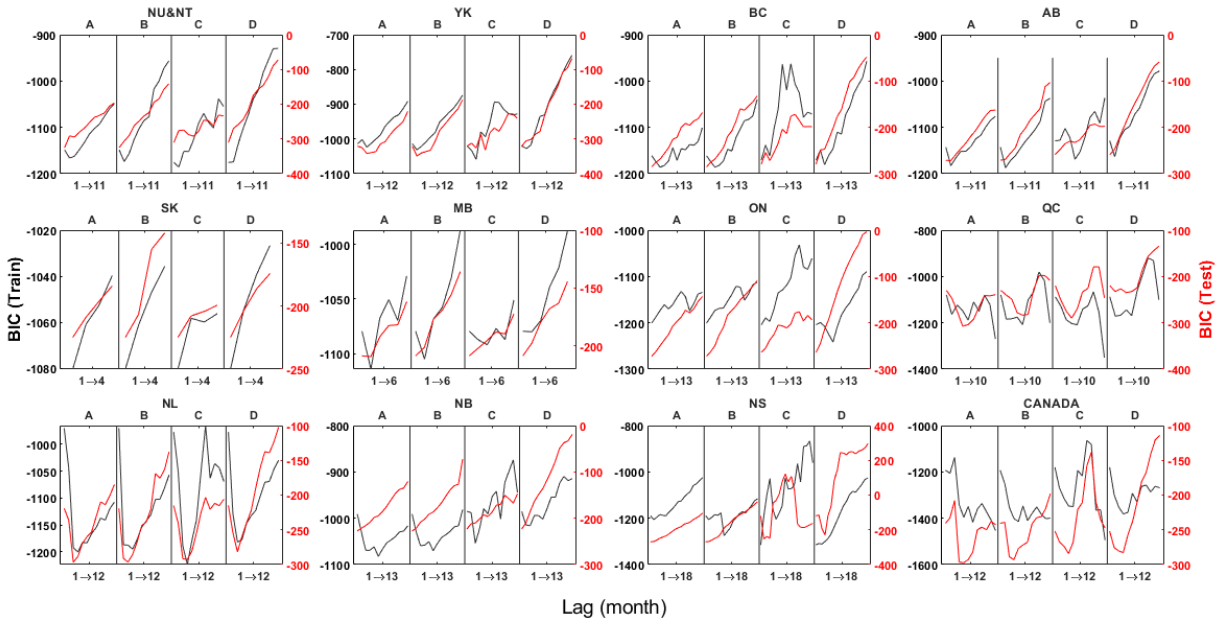 NU&NT YK BC AB
A B C D A B C D A B C D A B C D
-900 0 -700 0 -900 0 -900 0
-100 -800 -100 -50 -50
-1000 -1000 -100 -1000 -100
-200 -900 -200 -150 -150
-1100 -300 -1000 -300 -1100 -200 -1100 -200
-250 -250
-1200 -400 -1100 -400 -1200 -300 -1200 -300
1→11 1→11 1→11 1→11 1→12 1→12 1→12 1→12 1→13 1→13 1→13 1→13 1→11 1→11 1→11 1→11
SK MB ON QC
A B C D A B C D A B C D A B C D
-1020 -1000 -100 -1000 0 -800 -100
-150 -1100 -100 -1000 -200
-1040 -1050 -150
-200 -1200 -200 -1200 -300
-1060 -1100 -200
-1080 -250 -1300 -300 -1400 -400
1→4 1→4 1→4 1→4 1→6 1→6 1→6 1→6 1→13 1→13 1→13 1→13 1→10 1→10 1→10 1→10
BIC (Train)
BIC (Test)
NL NB NS CANADA
A B C D A B C D A B C D A B C D
-1000 -100 -800 0 -800 400 -1000 -100
-1050 -150 -900 -100 -1000 200 -1200 -150
-1100 -200 -1000 -200 -1200 0 -1400 -200
-1150 -250 -200 -250
-1200 -300 -1100 -300 -1400 -400 -1600 -300
1→12 1→12 1→12 1→12 1→13 1→13 1→13 1→13 1→18 1→18 1→18 1→18 1→12 1→12 1→12 1→12
Lag (month)